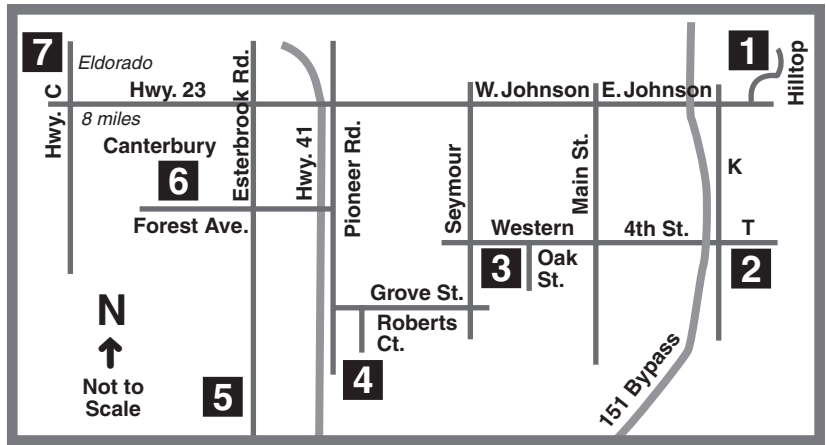 7
Eldorado
Hwy. C
Hwy. 23
8 miles
Canterbury
6
Forest Ave.
Esterbrook Rd.
Hwy. 41
Pioneer Rd.
W. Johnson
E. Johnson
1
Hilltop
Seymour
Main St.
K
Western
4th St.
T
3
Oak
St.
2
Grove St.
Roberts
Ct.
4
5
151 Bypass
N
Not to
Scale